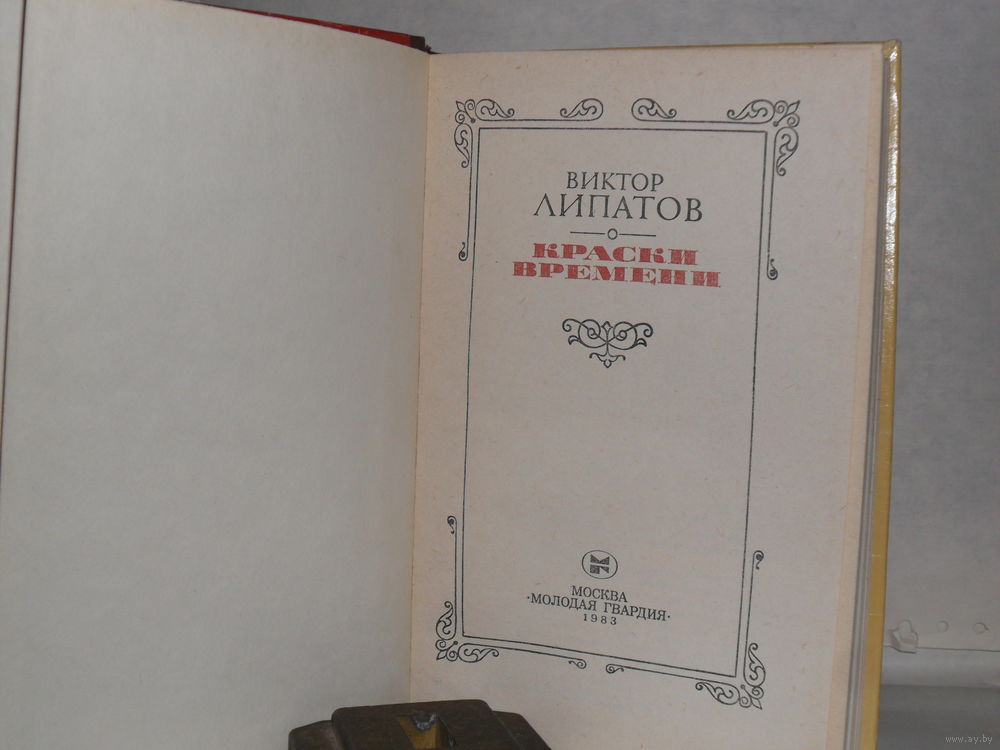 ВИКТОР
ЛИПАТОВ
КРАСКИ
ВРЕМЕНИ
МОСКВА
·МОЛОДАЯ ГВАРДИЯ·
1983
www.ay.by